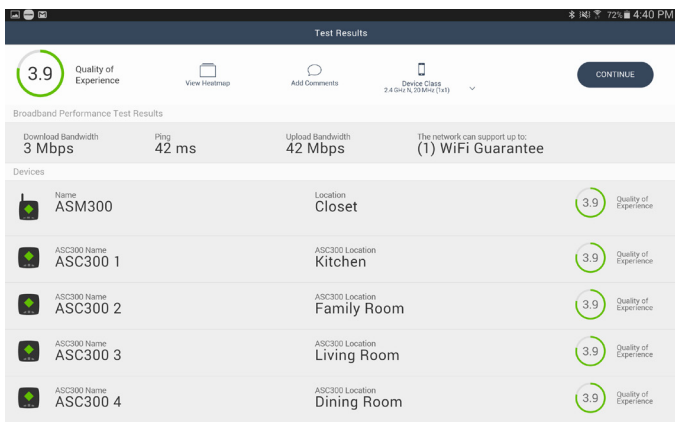 72% 4:40 PM
Test Results
3.9
Quality of
Experience
View Heatmap
Add Comments
Device Class
2.4 GHz N, 20 MHz (1x1)
CONTINUE
Broadband Performance Test Results
Download Bandwidth
3 Mbps
Ping
42 ms
Upload Bandwidth
42 Mbps
The network can support up to:
(1) WiFi Guarantee
Devices
Name
ASM300
Location
Closet
3.9
Quality of
Experience
ASC300 Name
ASC300 1
ASC300 Location
Kitchen
3.9
Quality of
Experience
ASC300 Name
ASC300 2
ASC300 Location
Family Room
3.9
Quality of
Experience
ASC300 Name
ASC300 3
ASC300 Location
Living Room
3.9
Quality of
Experience
ASC300 Name
ASC300 4
ASC300 Location
Dining Room
3.9
Quality of
Experience